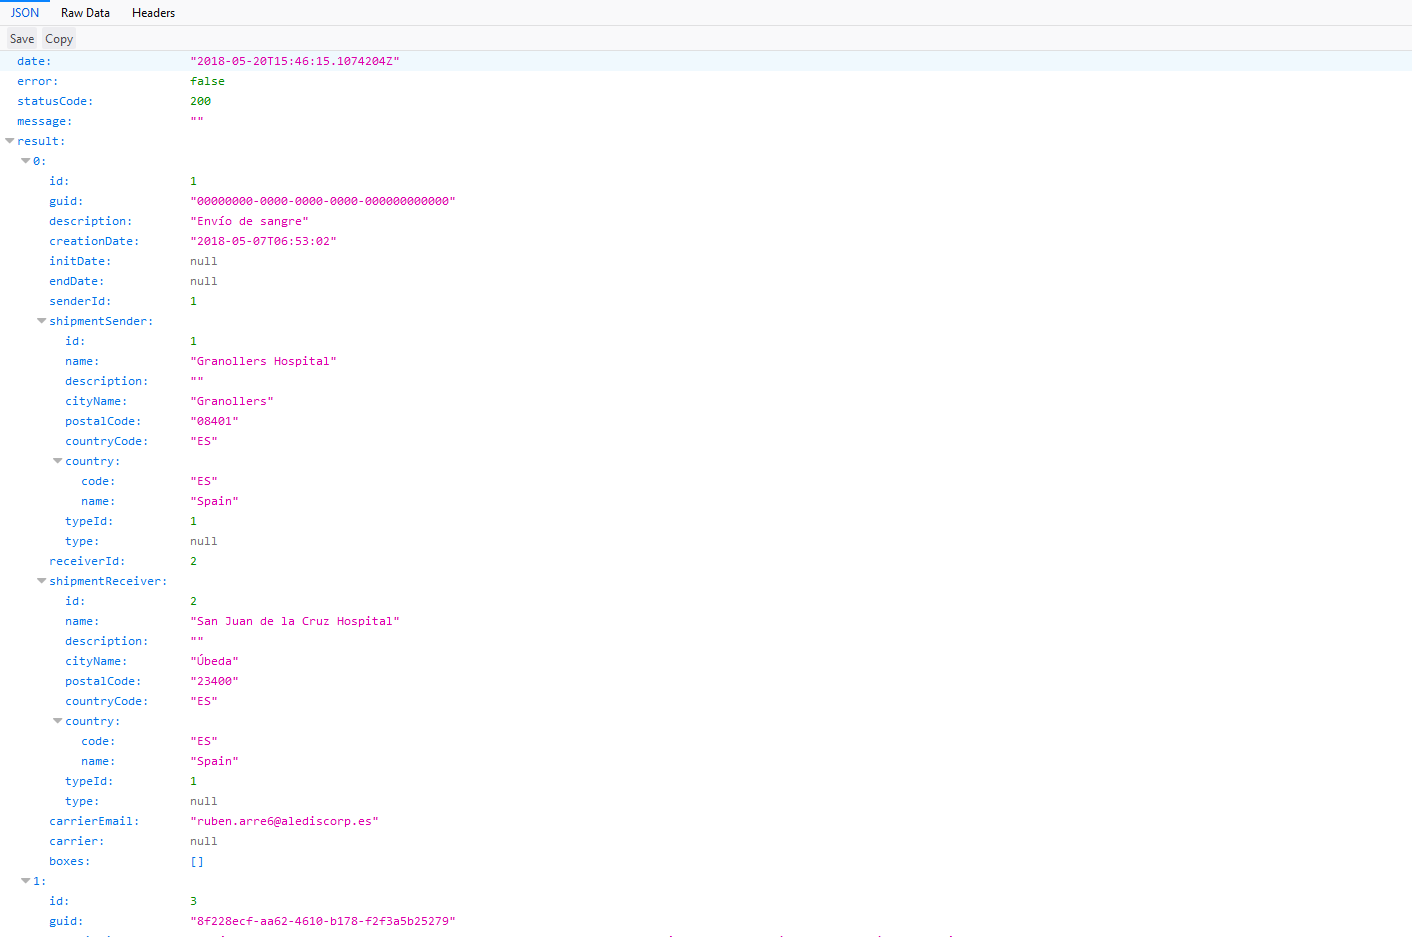 JSON Raw Data Headers
Save Copy
date: "2018-05-20T15:46:15.1074204Z"
error: false
statusCode: 200
message: ""
result:
0:
id: 1
guid: "00000000-0000-0000-0000-000000000000"
description: "Envío de sangre"
creationDate: "2018-05-07T06:53:02"
initDate: null
endDate: null
senderId: 1
shipmentSender:
id: 1
name: "Granollers Hospital"
description: ""
cityName: "Granollers"
postalCode: "08401"
countryCode: "ES"
country:
code: "ES"
name: "Spain"
typeId: 1
type: null
receiverId: 2
shipmentReceiver:
id: 2
name: "San Juan de la Cruz Hospital"
description: ""
cityName: "Úbeda"
postalCode: "23400"
countryCode: "ES"
country:
code: "ES"
name: "Spain"
typeId: 1
type: null
carrierEmail: "ruben.arre6@alediscorp.es"
carrier: null
boxes: []
1:
id: 3
guid: "8f228ecf-aa62-4610-b178-f2f3a5b25279"